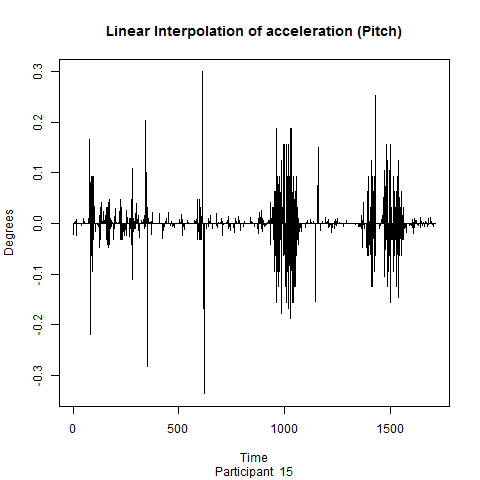 Linear Interpolation of acceleration (Pitch)
Degrees
0.3
0.2
0.1
0.0
-0.1
-0.2
-0.3
0 500 1000 1500
Time
Participant 15